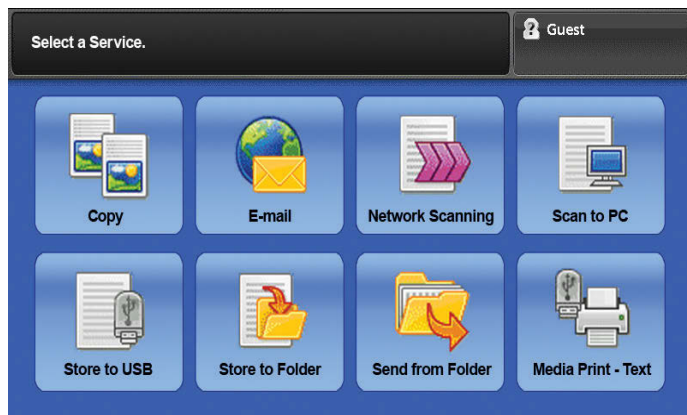 Select a Service.
Guest
Copy
E-mail
Network Scanning
Scan to PC
Store to USB
Store to Folder
Send from Folder
Media Print - Text